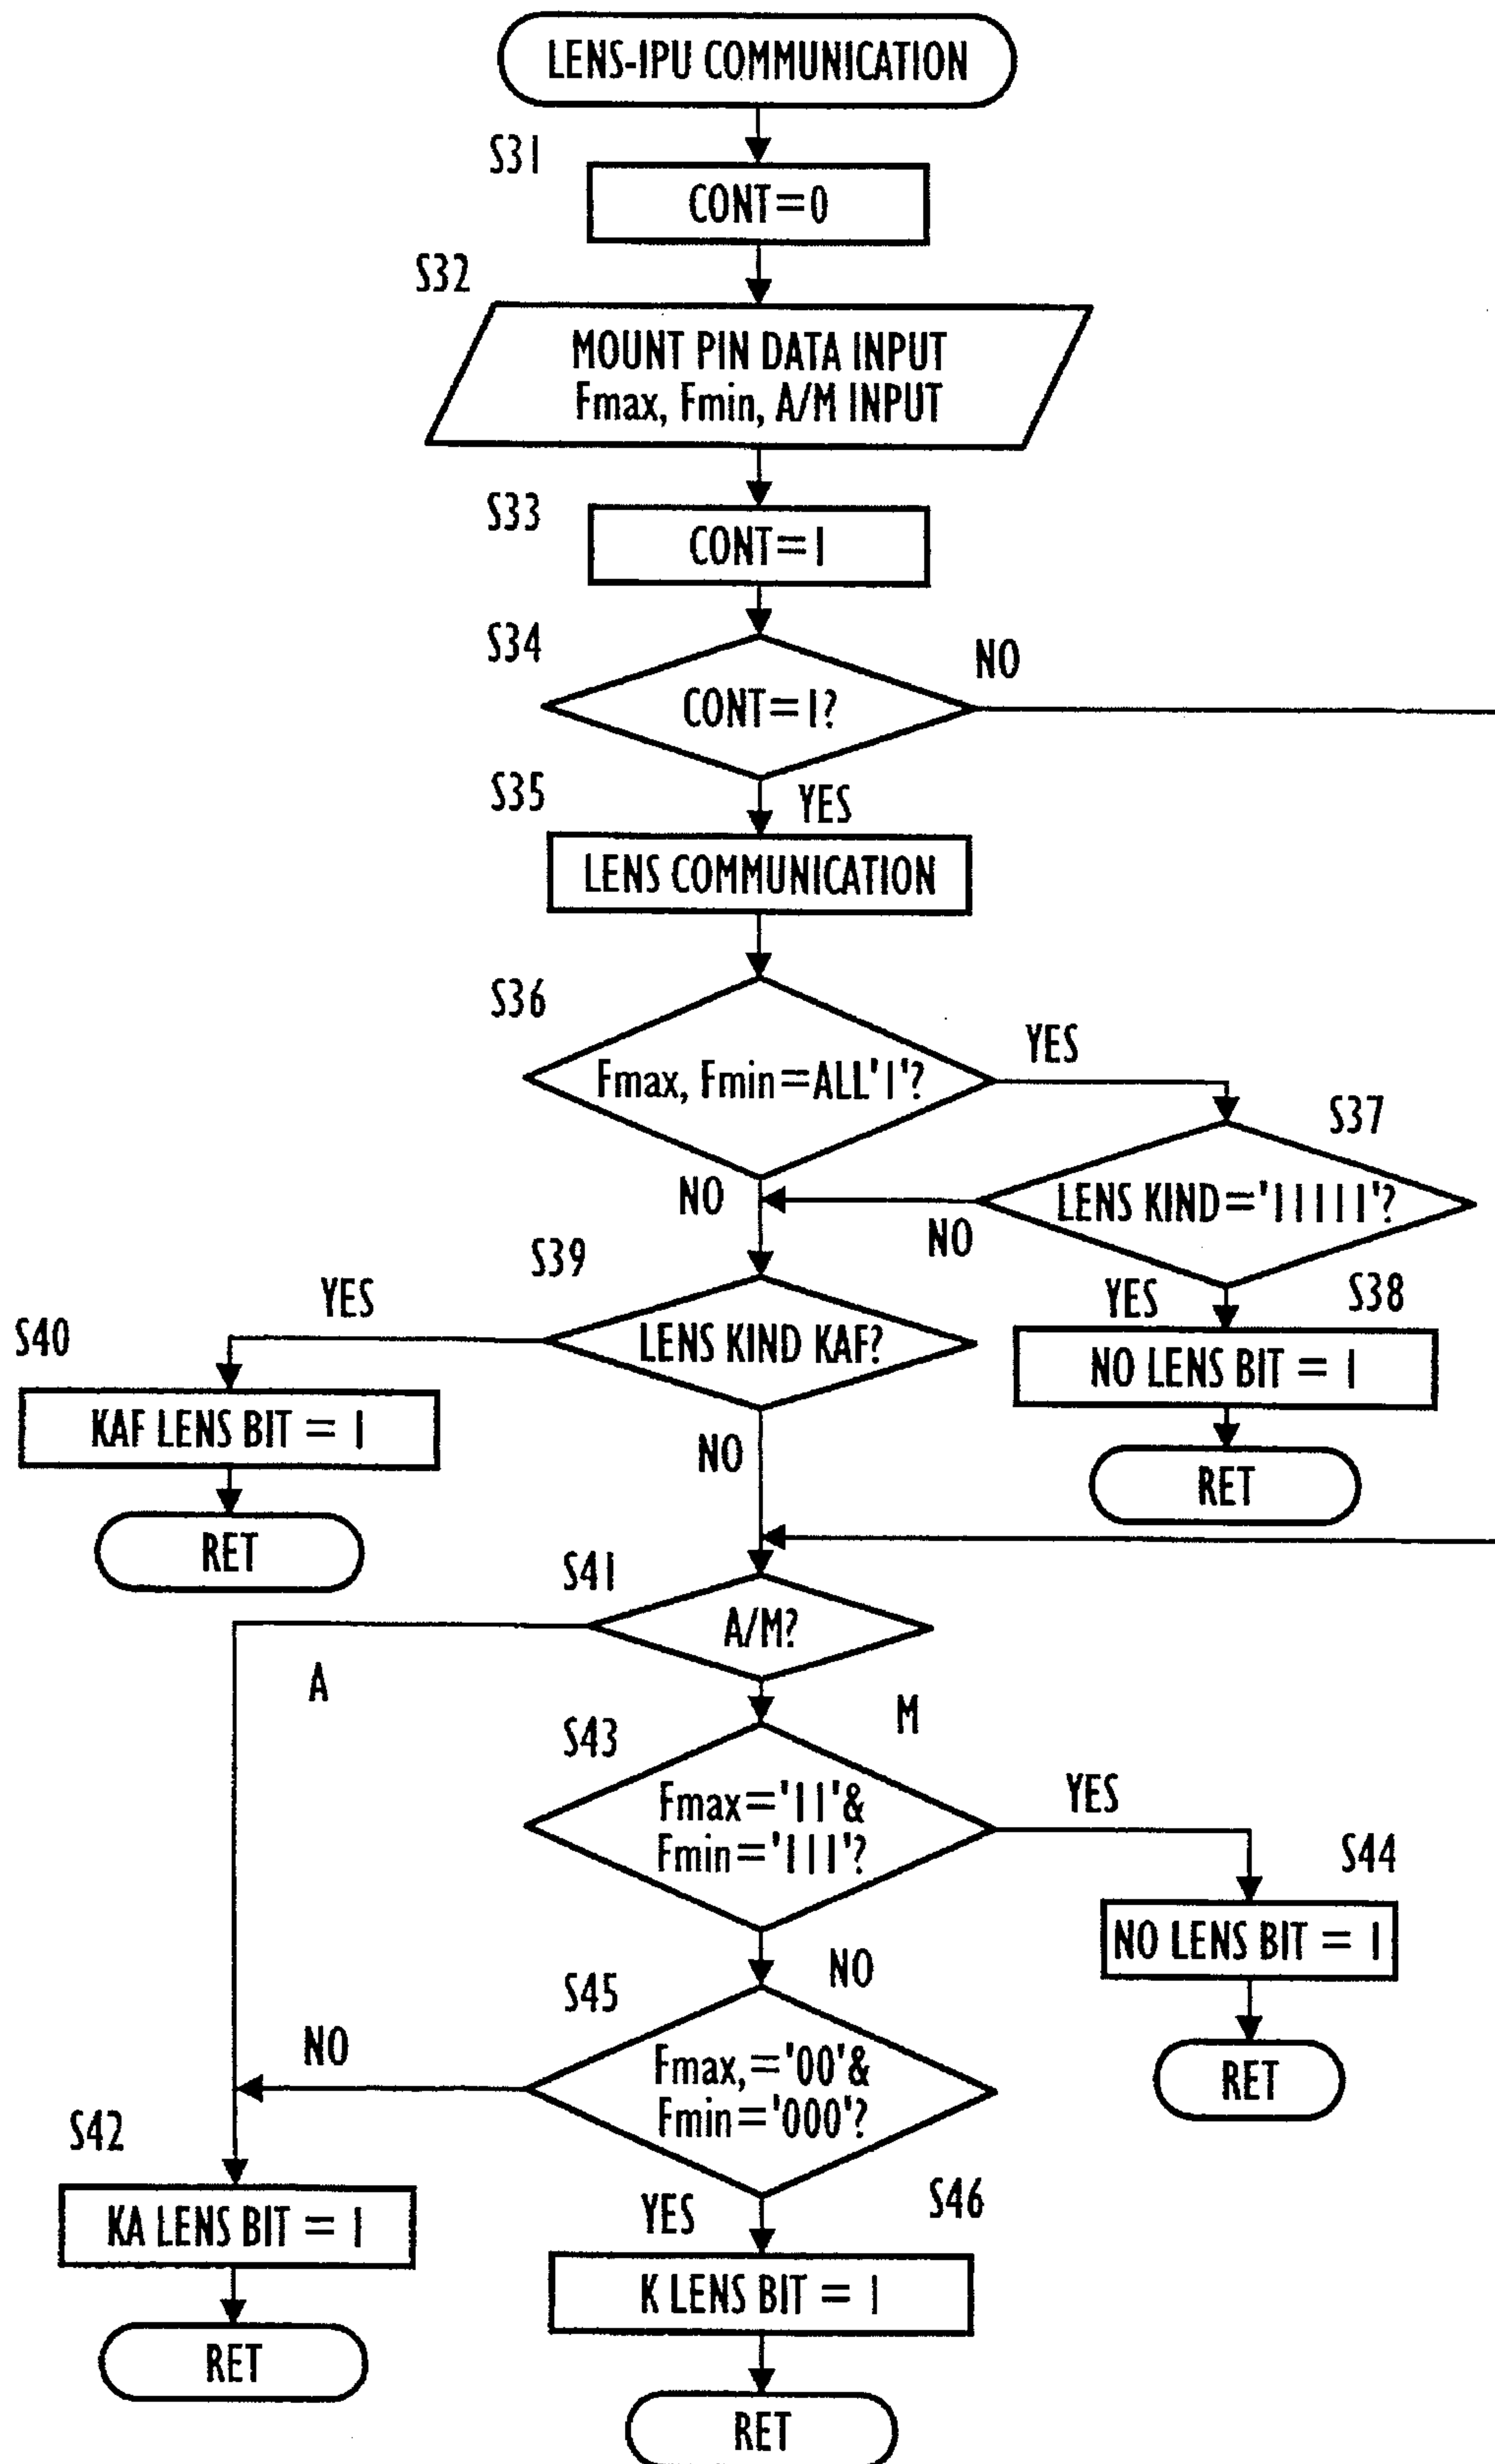 LENS-IPU COMMUNICATION
S31
CONT=0
S32
MOUNT PIN DATA INPUT
Fmax, Fmin, A/M INPUT
S33
CONT=1
S34
CONT=1?
NO
YES
S35
LENS COMMUNICATION
S36
Fmax, Fmin=ALL'1'?
YES
NO
S37
LENS KIND='11111'?
NO
YES
S38
NO LENS BIT = 1
RET
S39
LENS KIND KAF?
YES
NO
S40
KAF LENS BIT = 1
RET
S41
A/M?
A
M
S43
Fmax='11'&
Fmin='111'?
YES
NO
S44
NO LENS BIT = 1
RET
S45
Fmax,='00'&
Fmin='000'?
NO
YES
S42
KA LENS BIT = 1
RET
S46
K LENS BIT = 1
RET